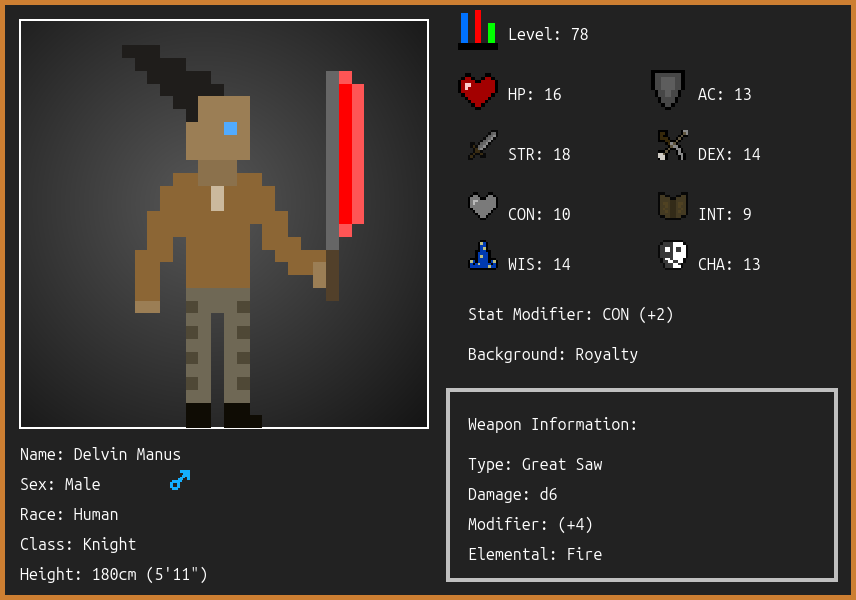 Level: 78
HP: 16
AC: 13
STR: 18
DEX: 14
CON: 10
INT: 9
WIS: 14
CHA: 13
Stat Modifier: CON (+2)
Background: Royalty
Weapon Information:
Type: Great Saw
Damage: d6
Modifier: (+4)
Elemental: Fire
Name: Delvin Manus
Sex: Male
Race: Human
Class: Knight
Height: 180cm (5'11")